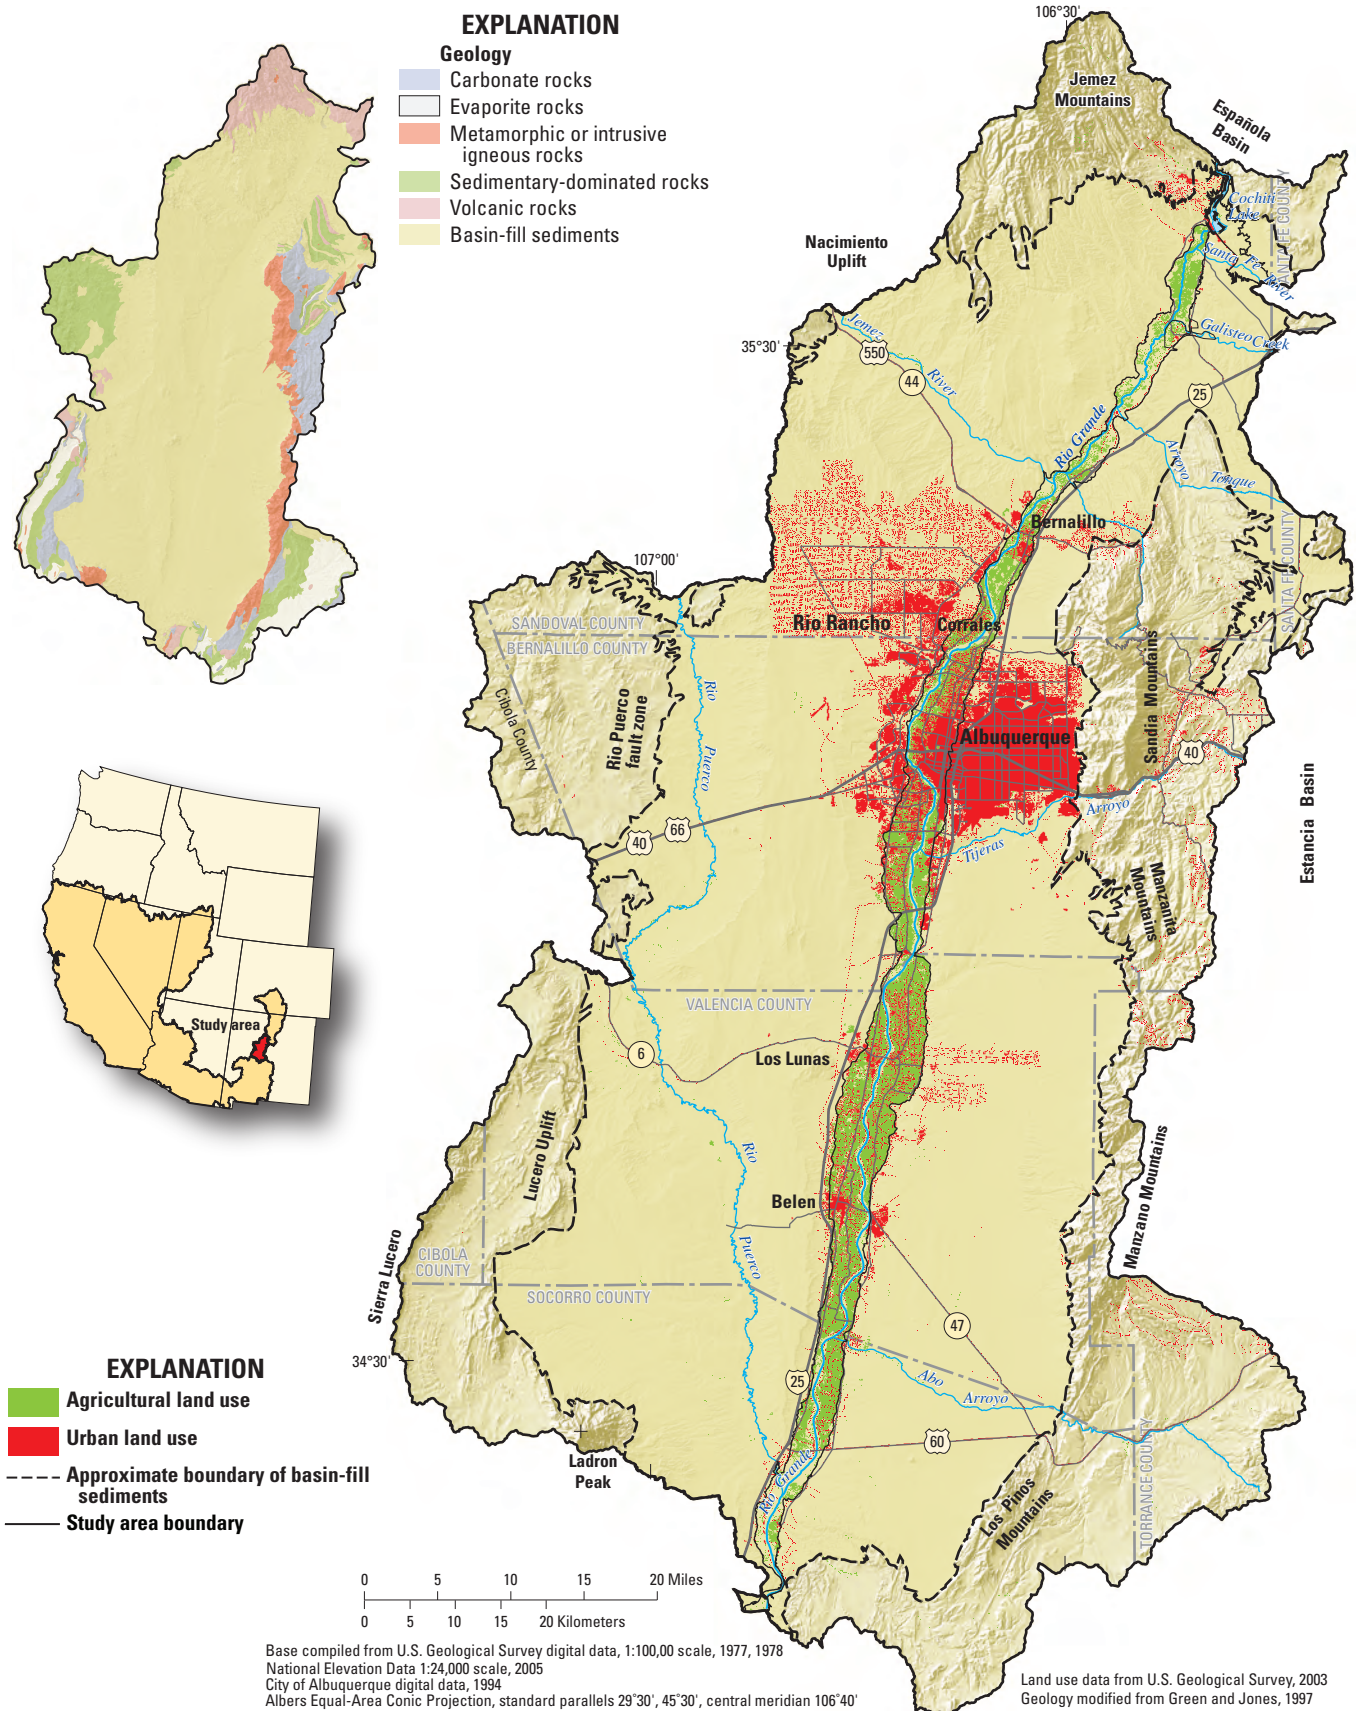 EXPLANATION
Geology
Carbonate rocks
Evaporite rocks
Metamorphic or intrusive
igneous rocks
Sedimentary-dominated rocks
Volcanic rocks
Basin-fill sediments
106°30'
Jemez
Mountains
Española
Basin
Cochiti
Lake
SANTA FE COUNTY
Nacimiento
Uplift
Santa Fe
River
Galisteo Creek
35°30'
Jemez
River
550
44
25
Rio Grande
Arroyo
Tonque
Bernalillo
SANTA FE COUNTY
107°00'
SANDOVAL COUNTY
BERNALILLO COUNTY
Rio Rancho
Corrales
Cibola County
Rio Puerco
fault zone
Rio
Puerco
Albuquerque
Sandia Mountains
40
Arroyo
Tijeras
40
66
Estancia Basin
Manzanita
Mountains
Study area
VALENCIA COUNTY
6
Los Lunas
Lucero Uplift
Rio
Puerco
Belen
Manzano Mountains
Sierra Lucero
CIBOLA
COUNTY
SOCORRO COUNTY
47
34°30'
25
Abo
Arroyo
60
TORRANCE COUNTY
Ladron
Peak
Rio Grande
Los Pinos
Mountains
EXPLANATION
Agricultural land use
Urban land use
Approximate boundary of basin-fill
sediments
Study area boundary
0 5 10 15 20 Miles
0 5 10 15 20 Kilometers
Base compiled from U.S. Geological Survey digital data, 1:100,00 scale, 1977, 1978
National Elevation Data 1:24,000 scale, 2005
City of Albuquerque digital data, 1994
Albers Equal-Area Conic Projection, standard parallels 29°30', 45°30', central meridian 106°40'
Land use data from U.S. Geological Survey, 2003
Geology modified from Green and Jones, 1997